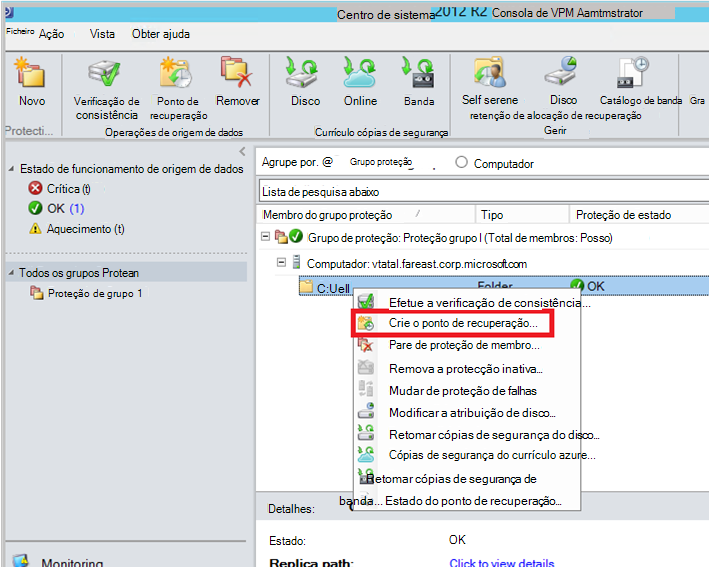 Centro de sistema 2012 R2 Consola de VPM Aamtmstrator
Ficheiro Ação Vista Obter ajuda
Novo
Verificação de consistência
Ponto de recuperação
Remover
Disco
Online
Banda
Self serene
Disco
Catálogo de banda
Gra
retenção de alocação de recuperação
Protecti...
Operações de origem de dados
Currículo cópias de segurança
Gerir
Estado de funcionamento de origem de dados
Crítica (t)
OK (1)
Aquecimento (t)
Todos os grupos Protean
Proteção de grupo 1
Monitoring
Agrupe por. @ Grupo proteção Computador
Lista de pesquisa abaixo
Membro do grupo proteção / Tipo Proteção de estado
Grupo de proteção: Proteção grupo I (Total de membros: Posso)
Computador: vtatal.fareast.corp.microsoftcom
C:Uell Folder OK
Efetue a verificação de consistência...
Crie o ponto de recuperação...
Pare de proteção de membro...
Remova a protecção inativa...
Mudar de proteção de falhas
Modificar a atribuição de disco...
Retomar cópias de segurança do disco...
Cópias de segurança do currículo azure...
Retomar cópias de segurança de
banda... Estado do ponto de recuperação...
Detalhes:
Estado: OK
Replica path: Click to view details